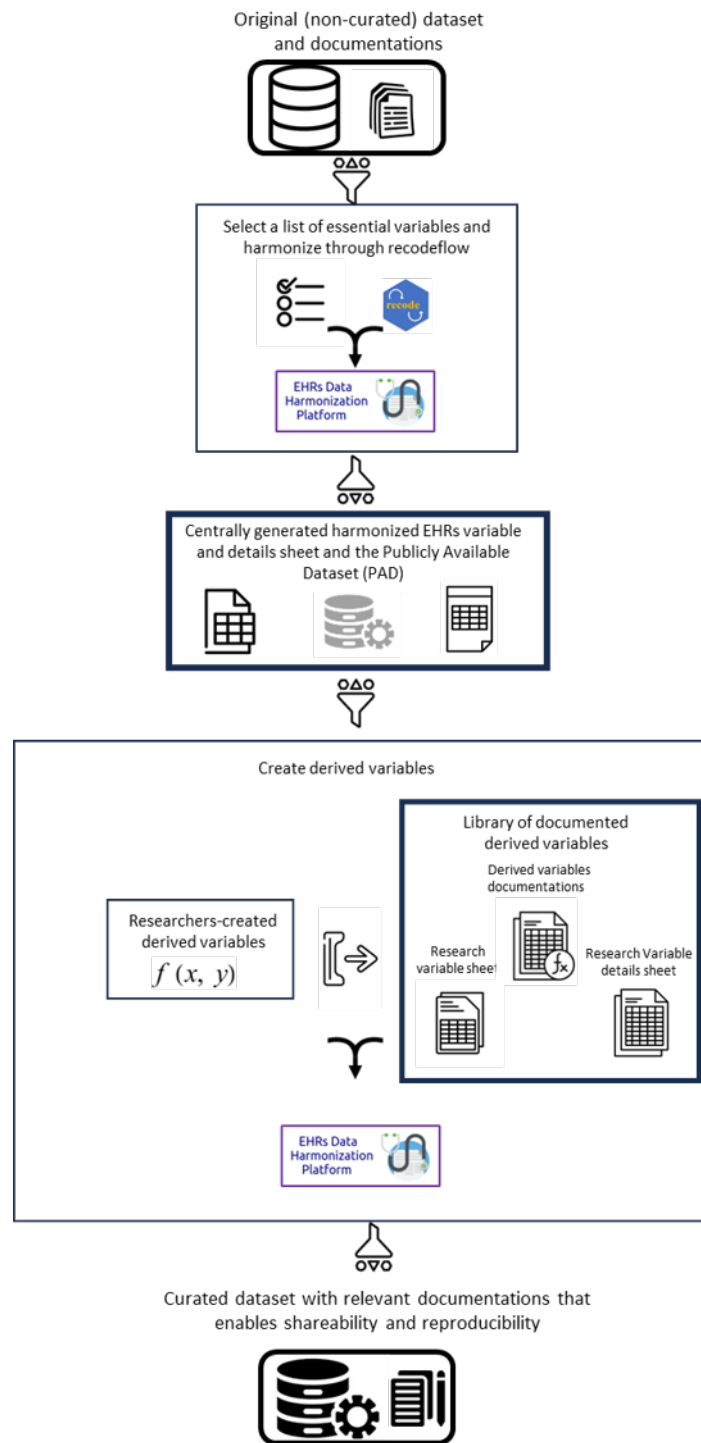 Original (non-curated) dataset
and documentations
Select a list of essential variables and
harmonize through recodeflow
recode
EHRs Data
Harmonization
Platform
Centrally generated harmonized EHRs variable
and details sheet and the Publicly Available
Dataset (PAD)
Create derived variables
Library of documented
derived variables
Derived variables
documentations
Researchers-created
derived variables
f (x, y)
Research
variable sheet
fx
Research Variable
details sheet
EHRs Data
Harmonization
Platform
Curated dataset with relevant documentations that
enables shareability and reproducibility